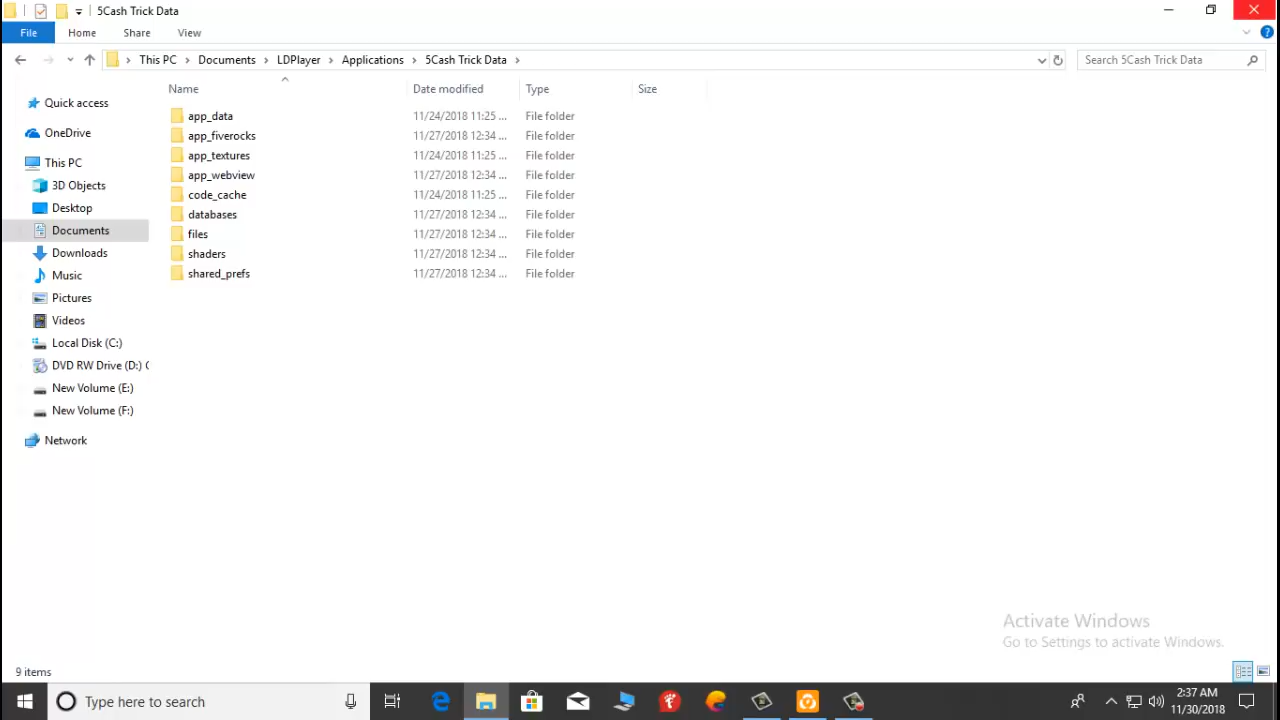 5Cash Trick Data
File Home Share View
This PC Documents LDPlayer Applications 5Cash Trick Data Search 5Cash Trick Data
Name Date modified Type Size
Quick access
OneDrive
This PC
3D Objects
Desktop
Documents
Downloads
Music
Pictures
Videos
Local Disk (C:)
DVD RW Drive (D:)
New Volume (E:)
New Volume (F:)
Network
app_data 11/24/2018 11:25 ... File folder
app_fiverocks 11/27/2018 12:34 ... File folder
app_textures 11/24/2018 11:25 ... File folder
app_webview 11/27/2018 12:34 ... File folder
code_cache 11/24/2018 11:25 ... File folder
databases 11/27/2018 12:34 ... File folder
files 11/27/2018 12:34 ... File folder
shaders 11/27/2018 12:34 ... File folder
shared_prefs 11/27/2018 12:34 ... File folder
Activate Windows
Go to Settings to activate Windows.
9 items
Type here to search
2:37 AM
11/30/2018